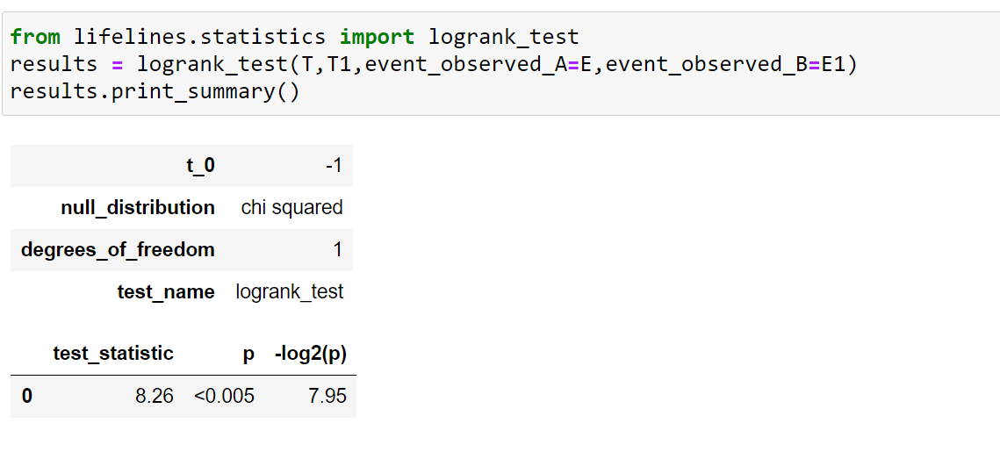 from lifelines.statistics import logrank_test
results = logrank_test(T,T1,event_observed_A=E,event_observed_B=E1)
results.print_summary()
t_0 -1
null_distribution chi squared
degrees_of_freedom 1
test_name logrank_test
test_statistic p -log2(p)
0 8.26 <0.005 7.95